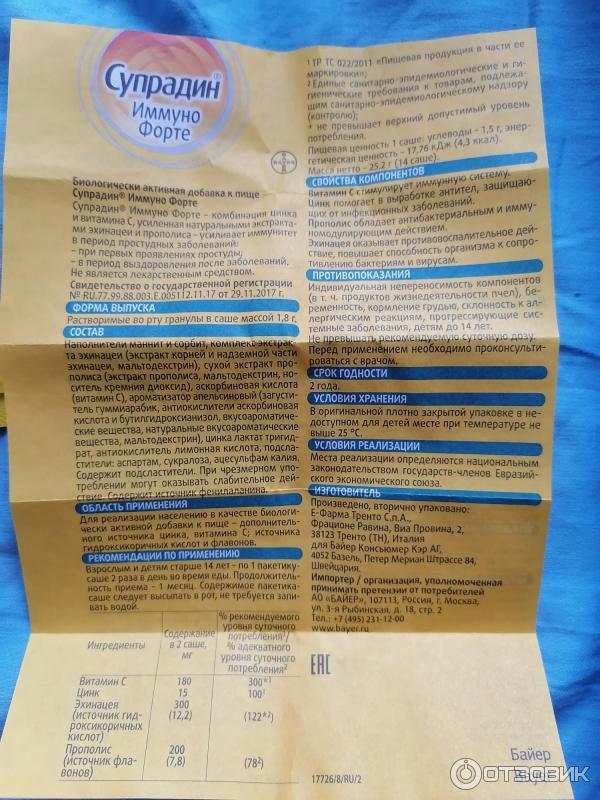 Супрадин®
Иммуно
Форте
BAYER
Биологически активная добавка к пище
Супрадин® Иммуно Форте
Супрадин® Иммуно Форте – комбинация цинка
и витамина С, усиленная натуральными экстракта-
ми эхинацеи и прополиса – усиливает иммунитет
в период простудных заболеваний:
– при первых проявлениях простуды;
– в период выздоровления после заболеваний.
Не является лекарственным средством.
Свидетельство о государственной регистрации
№ RU.77.99.88.003.Е.005112.11.17 от 29.11.2017 г.
ФОРМА ВЫПУСКА
Растворимые во рту гранулы в саше массой 1,8 г.
СОСТАВ
Наполнители маннит и сорбит, комплекс экстрак-
та эхинацеи (экстракт корней и надземной части
эхинацеи, мальтодекстрин), сухой экстракт про-
полиса (экстракт прополиса, мальтодекстрин, но-
ситель кремния диоксид), аскорбиновая кислота
(витамин С), ароматизатор апельсиновый (загусти-
тель гуммиарабик, антиокислители аскорбиновая
кислота и бутилгидроксианизол, вкусоаромати-
ческие вещества, натуральные вкусоароматические
вещества, мальтодекстрин), цинка лактат тригид-
рат, антиокислитель лимонная кислота, подсла-
стители: аспартам, сукралоза, ацесульфам калия.
Содержит подсластители. При чрезмерном упо-
треблении могут оказывать слабительное дей-
ствие. Содержит источник фенилаланина.
ОБЛАСТЬ ПРИМЕНЕНИЯ
Для реализации населению в качестве биологи-
чески активной добавки к пище – дополнитель-
ного источника цинка, витамина С; источника
гидроксикоричных кислот и флавонов.
РЕКОМЕНДАЦИИ ПО ПРИМЕНЕНИЮ
Взрослым и детям старше 14 лет – по 1 пакетику-
саше 2 раза в день во время еды. Продолжитель-
ность приема – 1 месяц. Содержимое пакетика-
саше следует высыпать в рот, не требуется запи-
вать водой.
Ингредиенты
Содержание
в 2 саше,
мг
% рекомендуемого
уровня суточного
потребления¹/
% адекватного
уровня суточного
потребления²
Витамин С 180 300*¹
Цинк 15 100¹
Эхинацея 300
(источник гид- (12,2) (122*²)
роксикоричных
кислот)
Прополис 200
(источник фла- (7,8) (78²)
вонов)
¹ ТР ТС 022/2011 «Пищевая продукция в части ее
маркировки»;
² Единые санитарно-эпидемиологические и ги-
гиенические требования к товарам, подлежа-
щим санитарно-эпидемиологическому надзору
(контролю);
* не превышает верхний допустимый уровень
потребления.
Пищевая ценность 1 саше: углеводы – 1,5 г, энер-
гетическая ценность – 17,76 кДж (4,3 ккал).
Масса нетто - 25,2 г (14 саше).
СВОЙСТВА КОМПОНЕНТОВ
Витамин С стимулирует иммунную систему.
Цинк помогает в выработке антител, защищаю-
щих от инфекционных заболеваний.
Прополис обладает антибактериальным и имму-
номодулирующим действием.
Эхинацея оказывает противовоспалительное дей-
ствие, повышает способность организма к сопро-
тивлению бактериям и вирусам.
ПРОТИВОПОКАЗАНИЯ
Индивидуальная непереносимость компонентов
(в т. ч. продуктов жизнедеятельности пчел), бе-
ременность, кормление грудью, склонность к ал-
лергическим реакциям, прогрессирующие сис-
темные заболевания, детям до 14 лет.
Не превышать рекомендуемую суточную дозу.
Перед применением необходимо проконсульти-
роваться с врачом.
СРОК ГОДНОСТИ
2 года.
УСЛОВИЯ ХРАНЕНИЯ
В оригинальной плотно закрытой упаковке в не-
доступном для детей месте при температуре не
выше 25 °С.
УСЛОВИЯ РЕАЛИЗАЦИИ
Места реализации определяются национальным
законодательством государств-членов Евразий-
ского экономического союза.
ИЗГОТОВИТЕЛЬ
Произведено, вторично упаковано:
Е-Фарма Тренто С.п.А.,
Фрационе Равина, Виа Провина, 2,
38123 Тренто (ТН), Италия
для Байер Консьюмер Кэр АГ,
4052 Базель, Петер Мериан Штрассе 84,
Швейцария.
Импортер / организация, уполномоченная
принимать претензии от потребителей
АО «БАЙЕР», 107113, Россия, г. Москва,
ул. 3-я Рыбинская, д. 18, стр. 2
Тел.: +7 (495) 231-12-00
www.bayer.ru
EAC
17726/8/RU/2
Байер
ОТЗОВИК